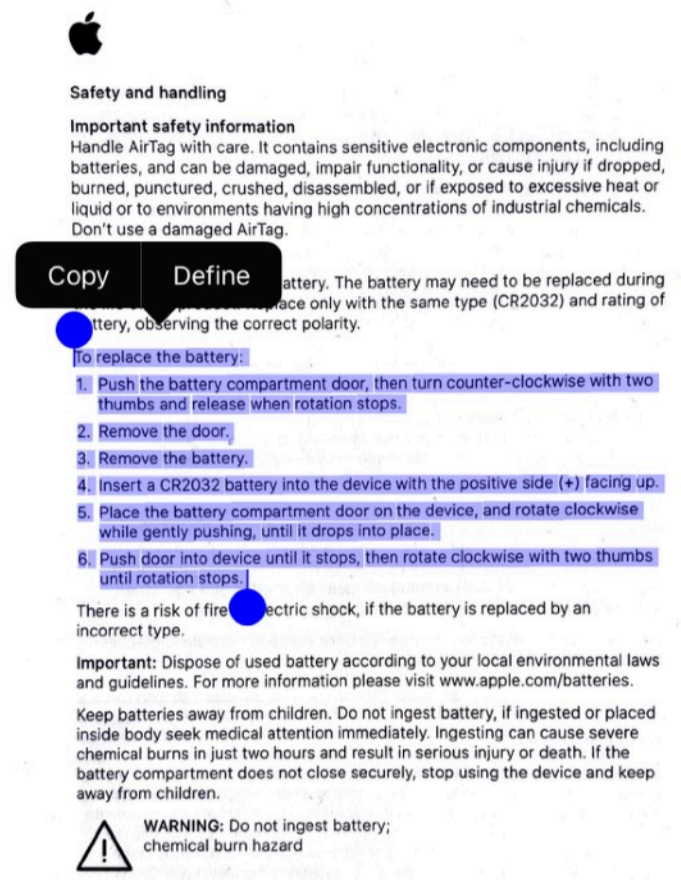 Safety and handling
Important safety information
Handle AirTag with care. It contains sensitive electronic components, including
batteries, and can be damaged, impair functionality, or cause injury if dropped,
burned, punctured, crushed, disassembled, or if exposed to excessive heat or
liquid or to environments having high concentrations of industrial chemicals.
Don't use a damaged AirTag.
Copy Define
attery. The battery may need to be replaced during
place only with the same type (CR2032) and rating of
ttery, observing the correct polarity.
To replace the battery:
1. Push the battery compartment door, then turn counter-clockwise with two
thumbs and release when rotation stops.
2. Remove the door.
3. Remove the battery.
4. Insert a CR2032 battery into the device with the positive side (+) facing up.
5. Place the battery compartment door on the device, and rotate clockwise
while gently pushing, until it drops into place.
6. Push door into device until it stops, then rotate clockwise with two thumbs
until rotation stops.
There is a risk of fire ectric shock, if the battery is replaced by an
incorrect type.
Important: Dispose of used battery according to your local environmental laws
and guidelines. For more information please visit www.apple.com/batteries.
Keep batteries away from children. Do not ingest battery, if ingested or placed
inside body seek medical attention immediately. Ingesting can cause severe
chemical burns in just two hours and result in serious injury or death. If the
battery compartment does not close securely, stop using the device and keep
away from children.
WARNING: Do not ingest battery;
chemical burn hazard